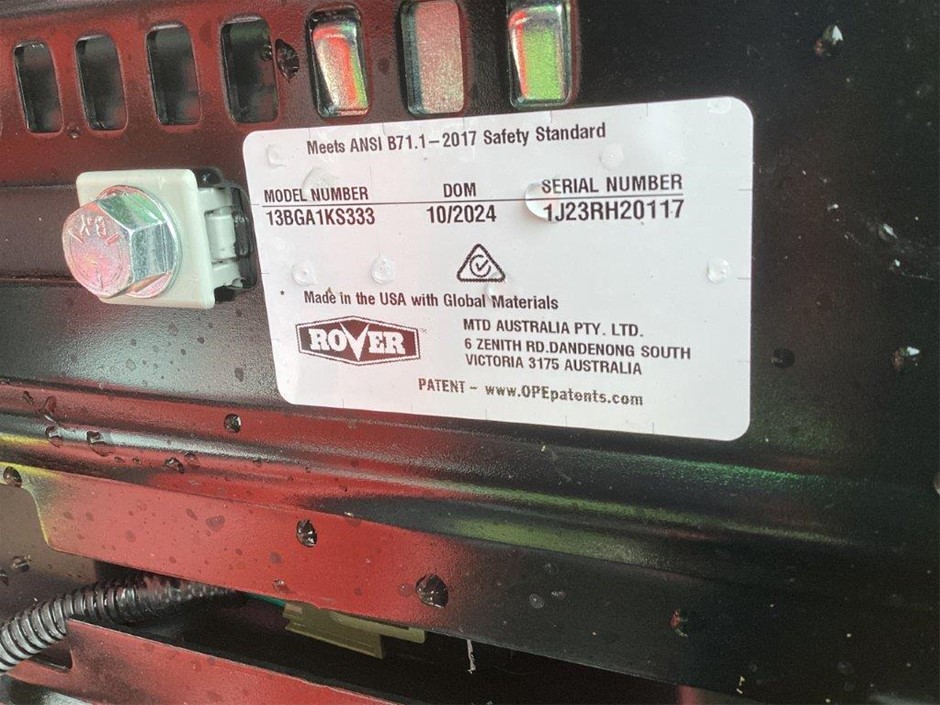 Meets ANSI B71.1-2017 Safety Standard
MODEL NUMBER DOM SERIAL NUMBER
13BGA1KS333 10/2024 1J23RH20117
Made in the USA with Global Materials
ROVER
MTD AUSTRALIA PTY. LTD.
6 ZENITH RD.DANDENONG SOUTH
VICTORIA 3175 AUSTRALIA
PATENT - www.OPEpatents.com